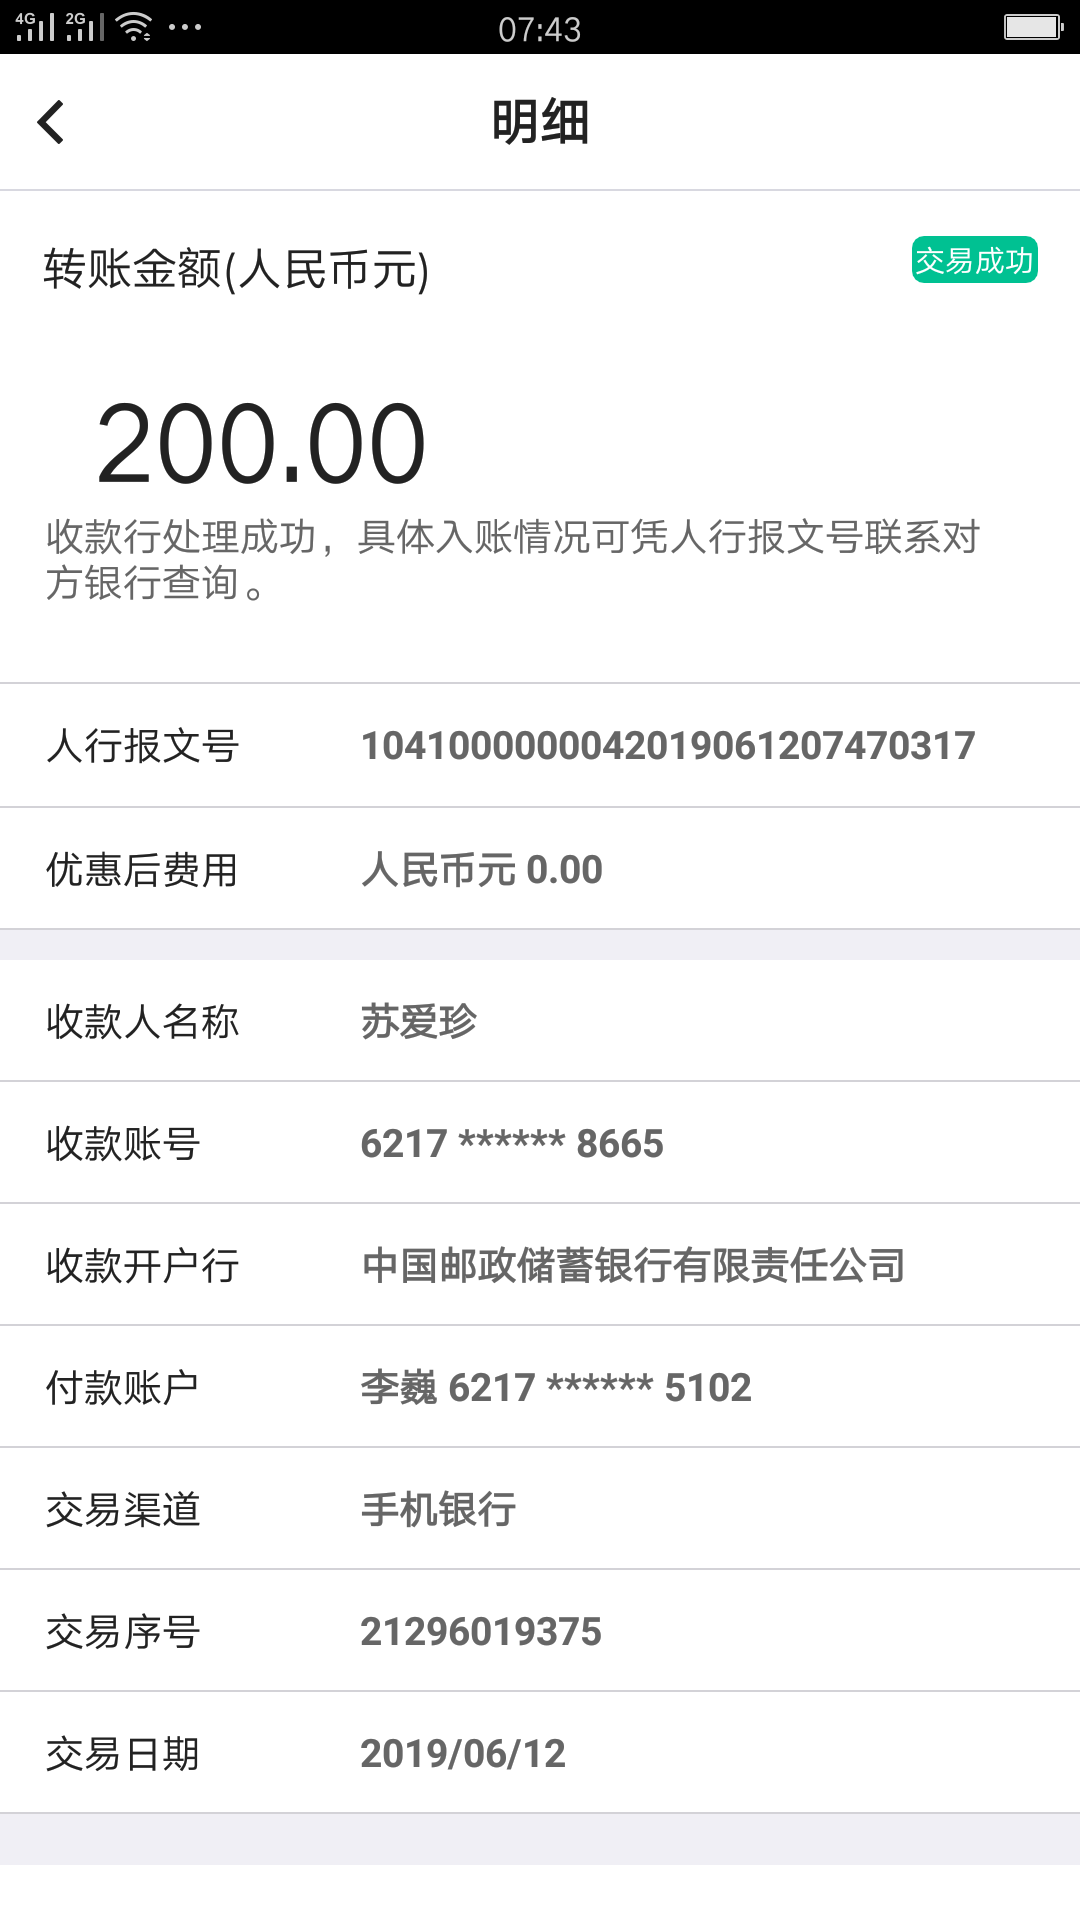 4G 2G 07:43
明细
转账金额(人民币元)
交易成功
200.00
收款行处理成功，具体入账情况可凭人行报文号联系对
方银行查询。
人行报文号 1041000000042019061207470317
优惠后费用 人民币元 0.00
收款人名称 苏爱珍
收款账号 6217 ****** 8665
收款开户行 中国邮政储蓄银行有限责任公司
付款账户 李巍 6217 ****** 5102
交易渠道 手机银行
交易序号 21296019375
交易日期 2019/06/12